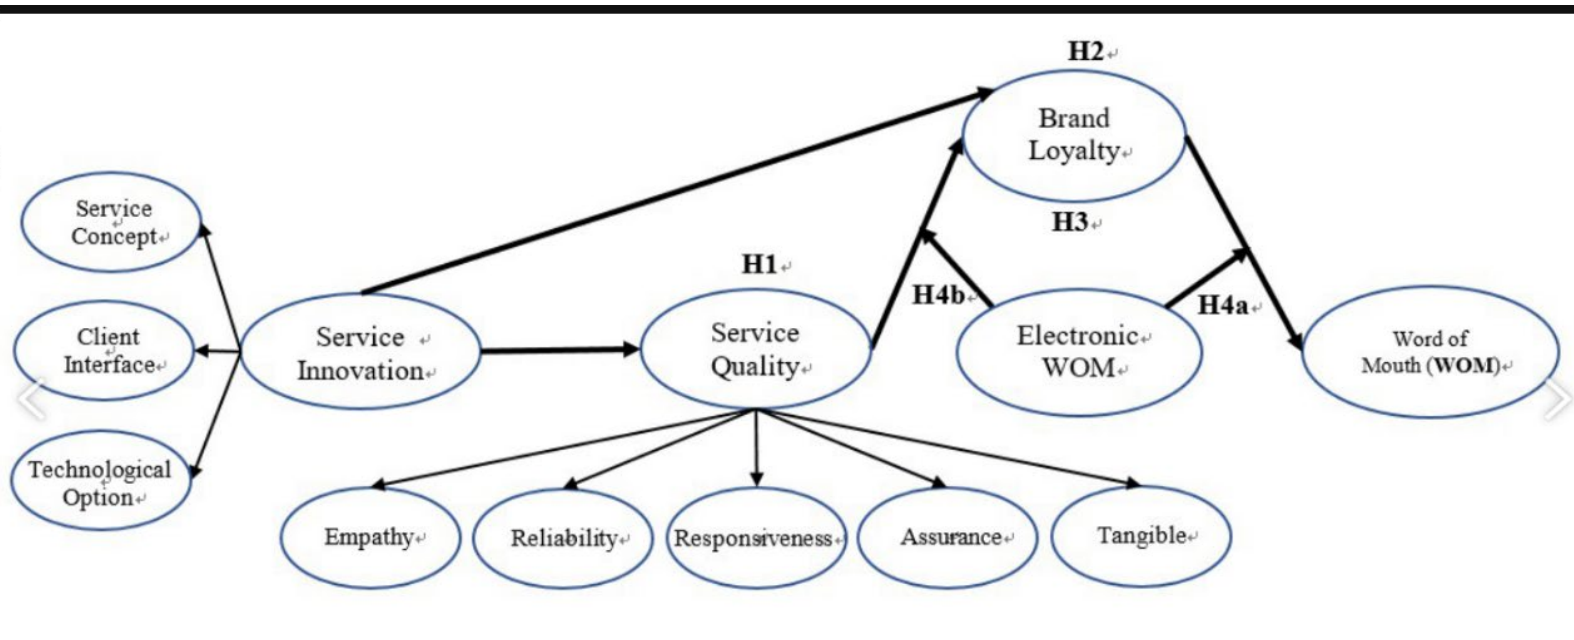 H2
Brand
Loyalty
H3
Service
Concept
H1
Client
Interface
Service
Innovation
Service
Quality
H4b
Electronic
WOM
H4a
Word of
Mouth (WOM)
Technological
Option
Empathy
Reliability
Responsiveness
Assurance
Tangible